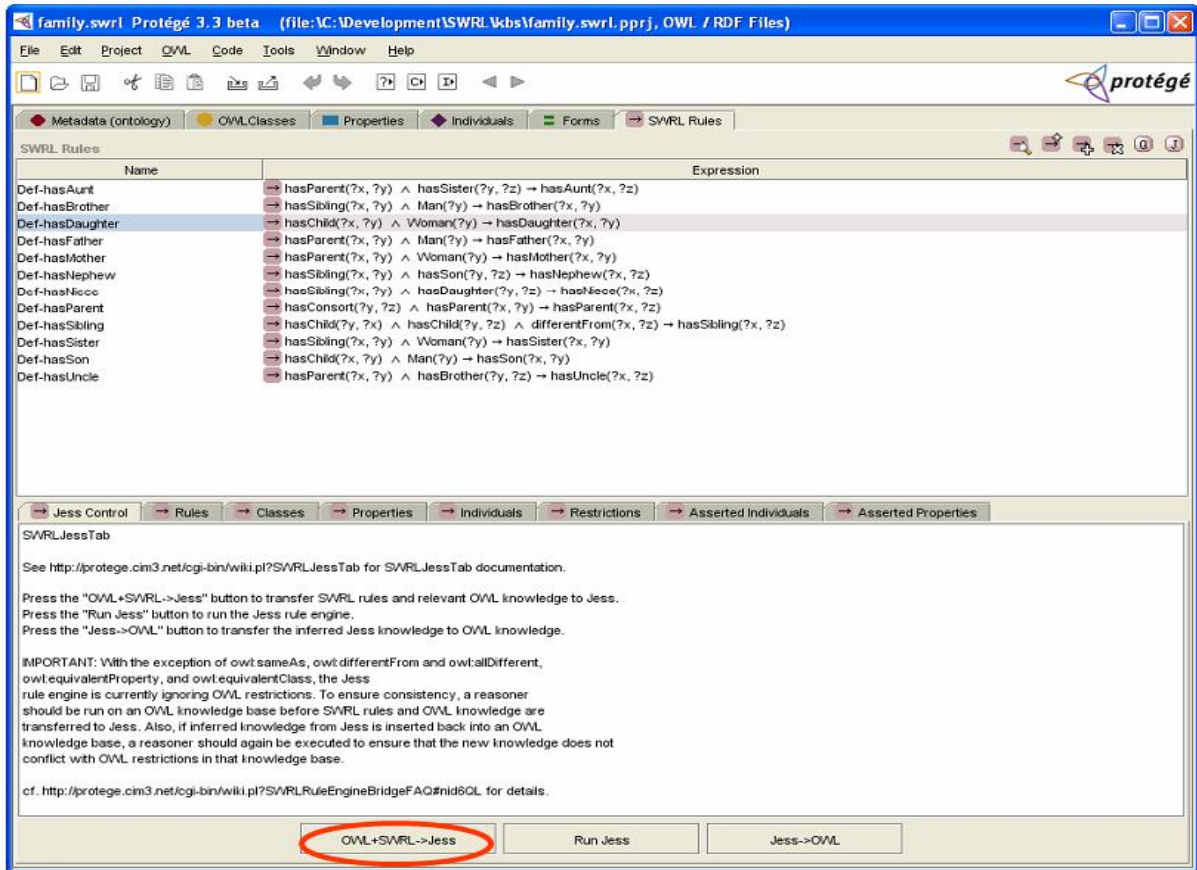 family.swrl Protégé 3.3 beta (file:\C:\Development\SWRL\kbs\family.swrl.pprj, OWL / RDF Files)
File Edit Project OWL Code Tools Window Help
protégé
Metadata (ontology) OWLClasses Properties Individuals Forms SWRL Rules
SWRL Rules
Name Expression
Def-hasAunt → hasParent(?x, ?y) ∧ hasSister(?y, ?z) → hasAunt(?x, ?z)
Def-hasBrother → hasSibling(?x, ?y) ∧ Man(?y) → hasBrother(?x, ?y)
Def-hasDaughter → hasChild(?x, ?y) ∧ Woman(?y) → hasDaughter(?x, ?y)
Def-hasFather → hasParent(?x, ?y) ∧ Man(?y) → hasFather(?x, ?y)
Def-hasMother → hasParent(?x, ?y) ∧ Woman(?y) → hasMother(?x, ?y)
Def-hasNephew → hasSibling(?x, ?y) ∧ hasSon(?y, ?z) → hasNephew(?x, ?z)
Def-hasNiece → hasSibling(?x, ?y) ∧ hasDaughter(?y, ?z) → hasNiece(?x, ?z)
Def-hasParent → hasConsort(?y, ?z) ∧ hasParent(?x, ?y) → hasParent(?x, ?z)
Def-hasSibling → hasChild(?y, ?x) ∧ hasChild(?y, ?z) ∧ differentFrom(?x, ?z) → hasSibling(?x, ?z)
Def-hasSister → hasSibling(?x, ?y) ∧ Woman(?y) → hasSister(?x, ?y)
Def-hasSon → hasChild(?x, ?y) ∧ Man(?y) → hasSon(?x, ?y)
Def-hasUncle → hasParent(?x, ?y) ∧ hasBrother(?y, ?z) → hasUncle(?x, ?z)
Jess Control Rules Classes Properties Individuals Restrictions Asserted Individuals Asserted Properties
SWRLJessTab
See http://protege.cim3.net/cgi-bin/wiki.pl?SWRLJessTab for SWRLJessTab documentation.
Press the "OWL+SWRL->Jess" button to transfer SWRL rules and relevant OWL knowledge to Jess.
Press the "Run Jess" button to run the Jess rule engine.
Press the "Jess->OWL" button to transfer the inferred Jess knowledge to OWL knowledge.
IMPORTANT: With the exception of owl:sameAs, owl:differentFrom and owl:allDifferent,
owl:equivalentProperty, and owl:equivalentClass, the Jess
rule engine is currently ignoring OWL restrictions. To ensure consistency, a reasoner
should be run on an OWL knowledge base before SWRL rules and OWL knowledge are
transferred to Jess. Also, if inferred knowledge from Jess is inserted back into an OWL
knowledge base, a reasoner should again be executed to ensure that the new knowledge does not
conflict with OWL restrictions in that knowledge base.
cf. http://protege.cim3.net/cgi-bin/wiki.pl?SWRLRuleEngineBridgeFAQ#nid6QL for details.
OWL+SWRL->Jess Run Jess Jess->OWL